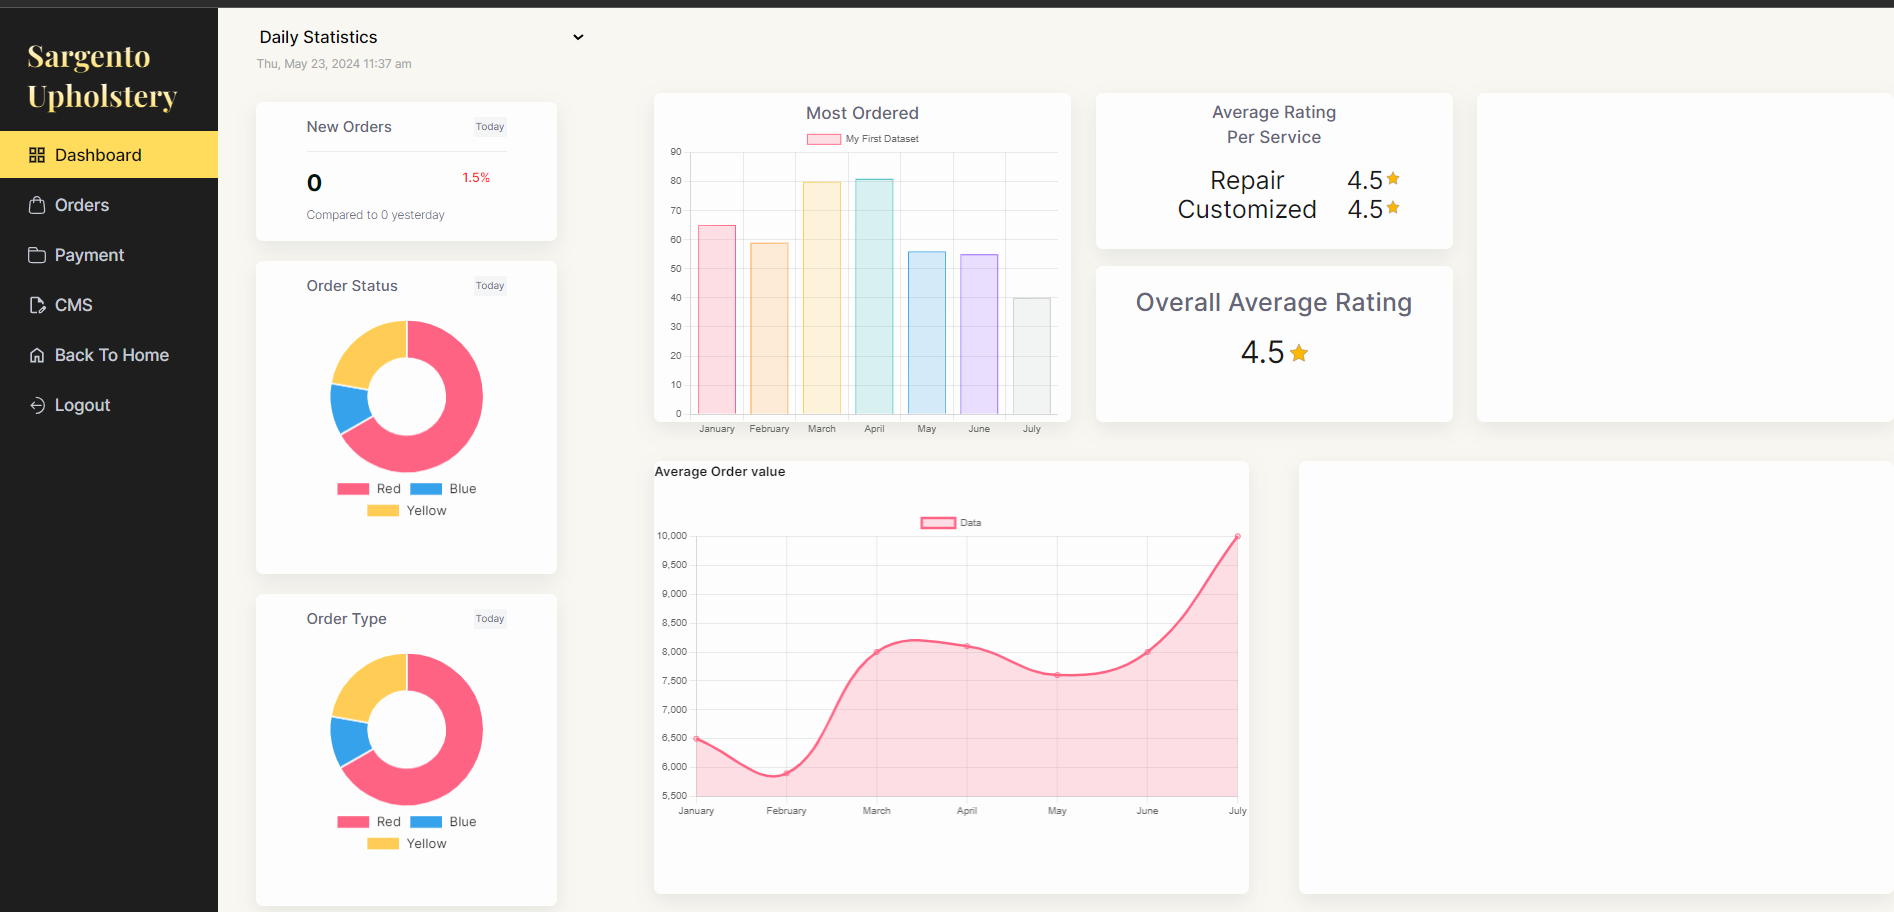 Sargento
Upholstery
Dashboard
Orders
Payment
CMS
Back To Home
Logout
Daily Statistics
Thu, May 23, 2024 11:37 am
New Orders Today
0 1.5%
Compared to 0 yesterday
Order Status Today
Red Blue
Yellow
Order Type Today
Red Blue
Yellow
Most Ordered
My First Dataset
90
80
70
60
50
40
30
20
10
0
January February March April May June July
Average Rating
Per Service
Repair 4.5
Customized 4.5
Overall Average Rating
4.5
Average Order value
Data
10,000
9,500
9,000
8,500
8,000
7,500
7,000
6,500
6,000
5,500
January February March April May June July